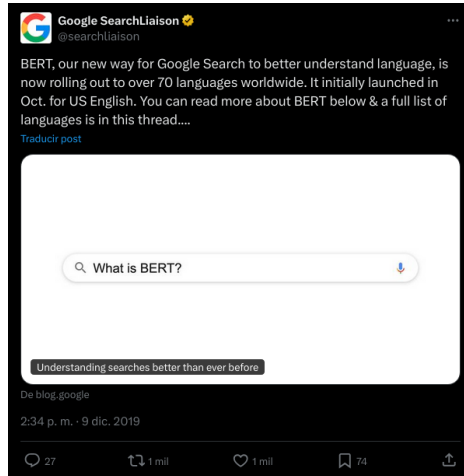 Google SearchLiaison
@searchliaison
BERT, our new way for Google Search to better understand language, is
now rolling out to over 70 languages worldwide. It initially launched in
Oct. for US English. You can read more about BERT below & a full list of
languages is in this thread....
Traducir post
What is BERT?
Understanding searches better than ever before
De blog.google
2:34 p. m. · 9 dic. 2019
27 1 mil 1 mil 74